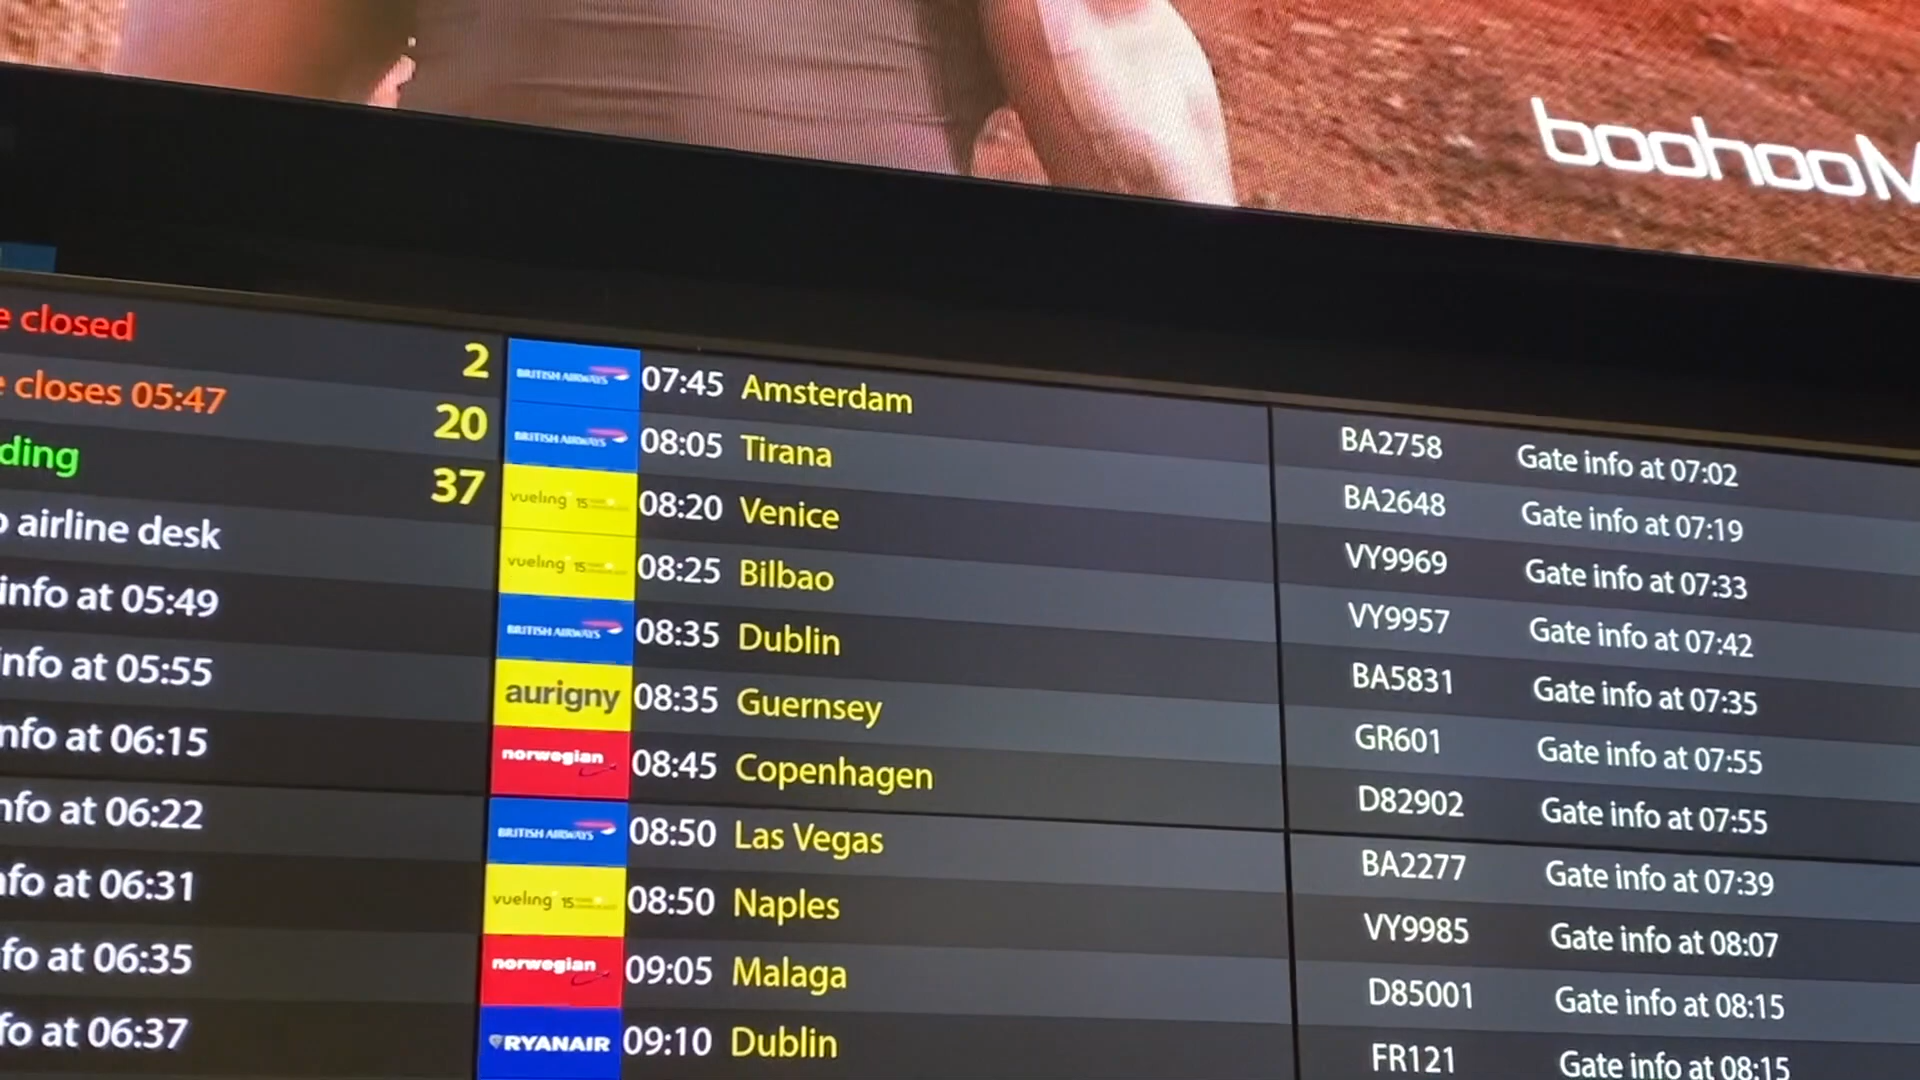 boohooM
e closed 2
e closes 05:47 20
ding 37
o airline desk
info at 05:49
info at 05:55
nfo at 06:15
nfo at 06:22
nfo at 06:31
fo at 06:35
fo at 06:37
BRITISH AIRWAYS 07:45 Amsterdam BA2758 Gate info at 07:02
BRITISH AIRWAYS 08:05 Tirana BA2648 Gate info at 07:19
vueling 15 08:20 Venice VY9969 Gate info at 07:33
vueling 15 08:25 Bilbao VY9957 Gate info at 07:42
BRITISH AIRWAYS 08:35 Dublin BA5831 Gate info at 07:35
aurigny 08:35 Guernsey GR601 Gate info at 07:55
norwegian 08:45 Copenhagen D82902 Gate info at 07:55
BRITISH AIRWAYS 08:50 Las Vegas BA2277 Gate info at 07:39
vueling 15 08:50 Naples VY9985 Gate info at 08:07
norwegian 09:05 Malaga D85001 Gate info at 08:15
RYANAIR 09:10 Dublin FR121 Gate info at 08:15